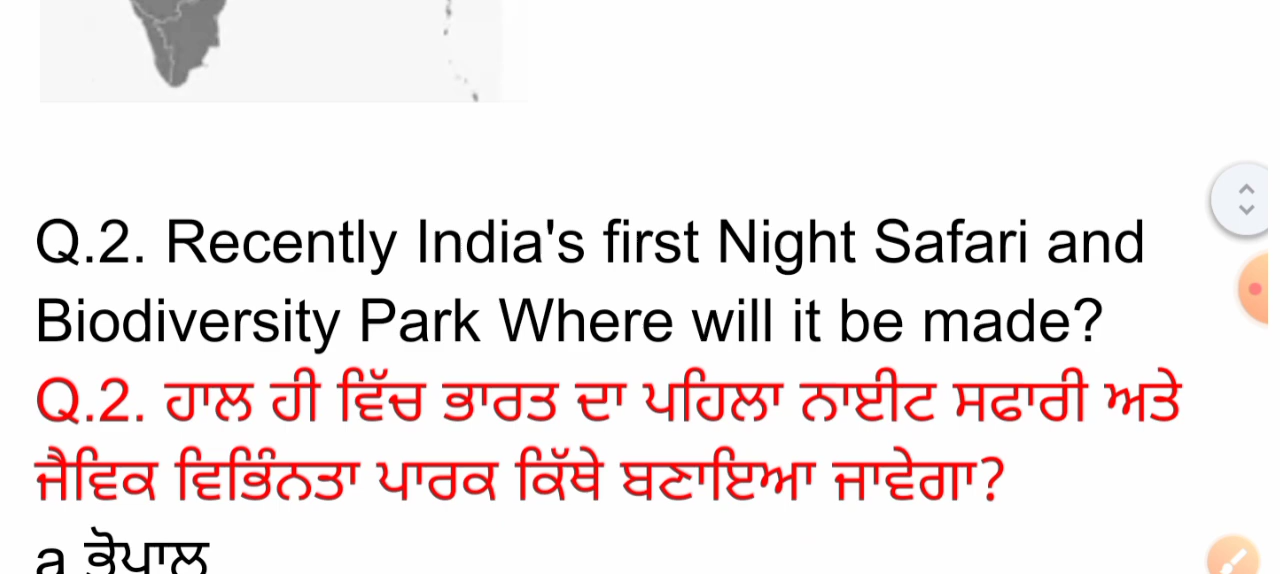 Q.2. Recently India's first Night Safari and
Biodiversity Park Where will it be made?
Q.2. ਹਾਲ ਹੀ ਵਿੱਚ ਭਾਰਤ ਦਾ ਪਹਿਲਾ ਨਾਈਟ ਸਫਾਰੀ ਅਤੇ
ਜੈਵਿਕ ਵਿਭਿੰਨਤਾ ਪਾਰਕ ਕਿੱਥੇ ਬਣਾਇਆ ਜਾਵੇਗਾ?
a ਭੋਪਾਲ